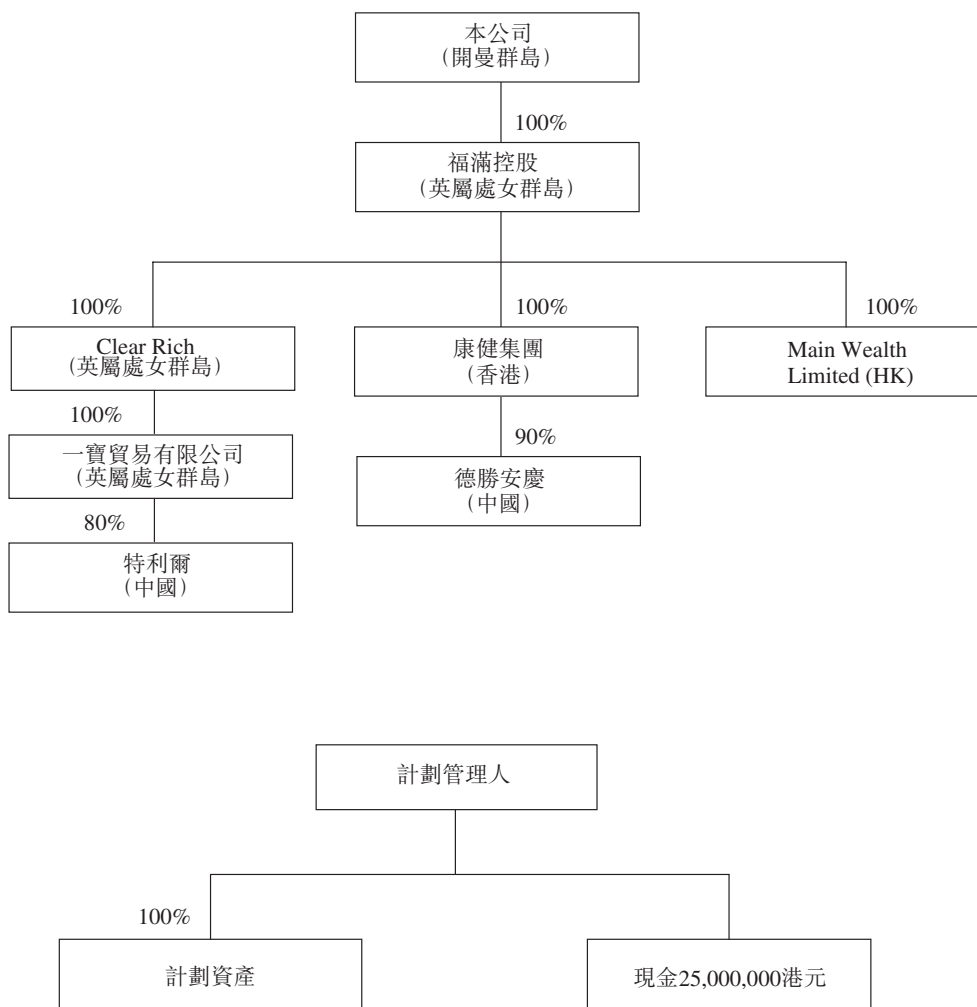 本公司
（開曼群島）
100%
福滿控股
（英屬處女群島）
100%
100%
100%
Clear Rich
（英屬處女群島）
康健集團
（香港）
Main Wealth
Limited (HK)
100%
90%
一寶貿易有限公司
（英屬處女群島）
德勝安慶
（中國）
80%
特利爾
（中國）
計劃管理人
100%
計劃資產
現金25,000,000港元